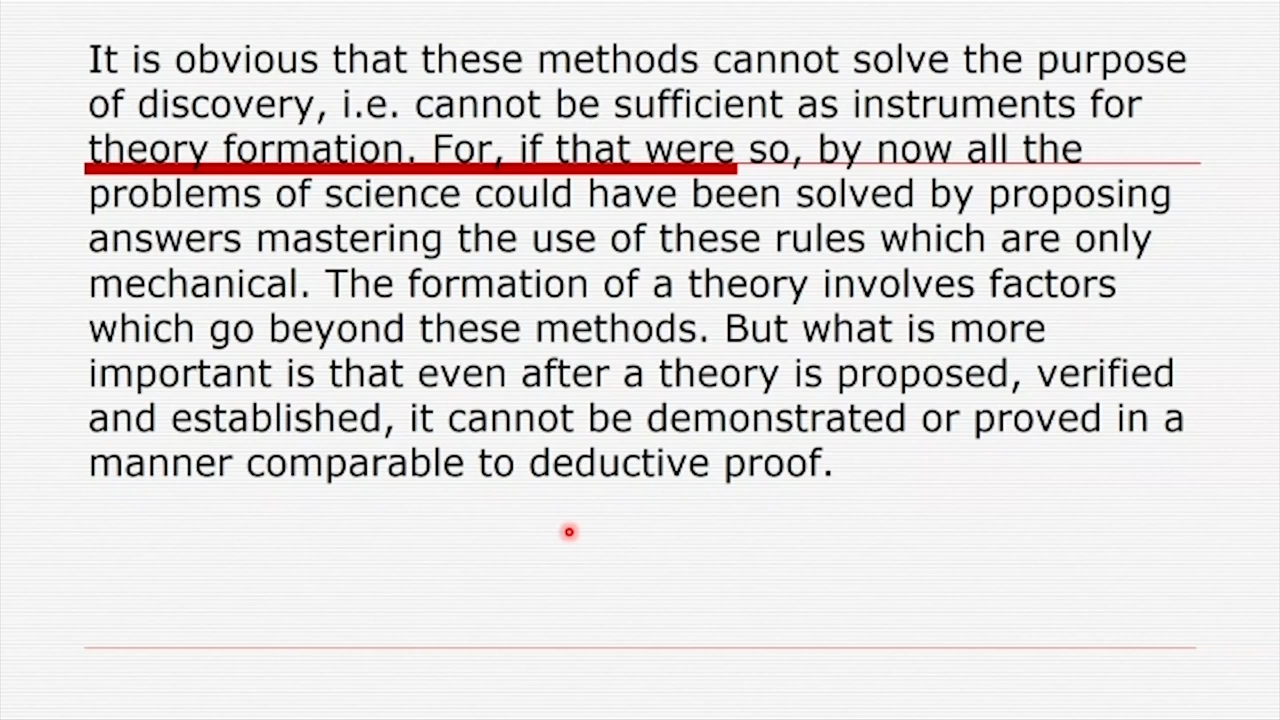 It is obvious that these methods cannot solve the purpose
of discovery, i.e. cannot be sufficient as instruments for
theory formation. For, if that were so, by now all the
problems of science could have been solved by proposing
answers mastering the use of these rules which are only
mechanical. The formation of a theory involves factors
which go beyond these methods. But what is more
important is that even after a theory is proposed, verified
and established, it cannot be demonstrated or proved in a
manner comparable to deductive proof.